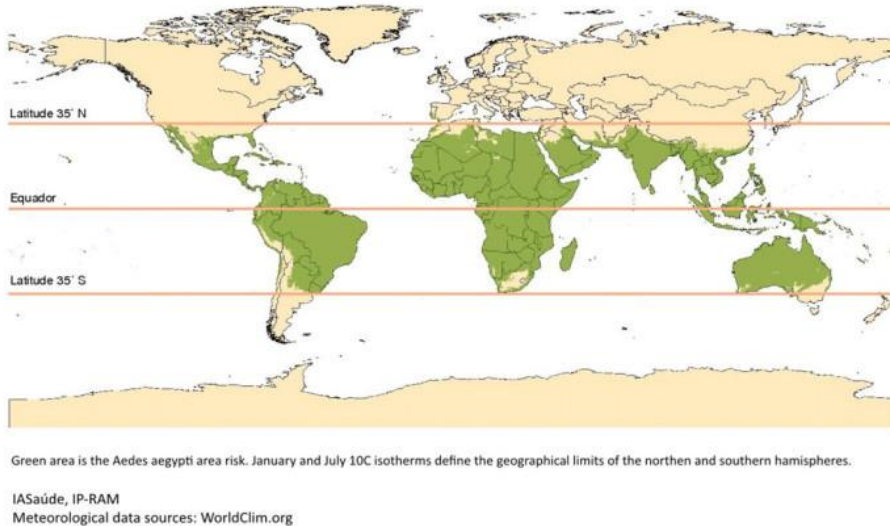 Latitude 35° N
Equador
Latitude 35° S
Green area is the Aedes aegypti area risk. January and July 10C isotherms define the geographical limits of the northen and southern hamispheres.
IASaúde, IP-RAM
Meteorological data sources: WorldClim.org